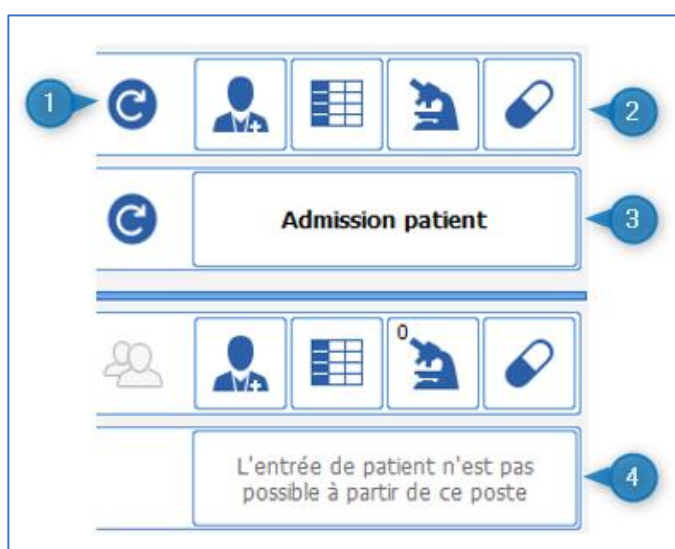 1
2
Admission patient
3
0
L'entrée de patient n'est pas
possible à partir de ce poste
4